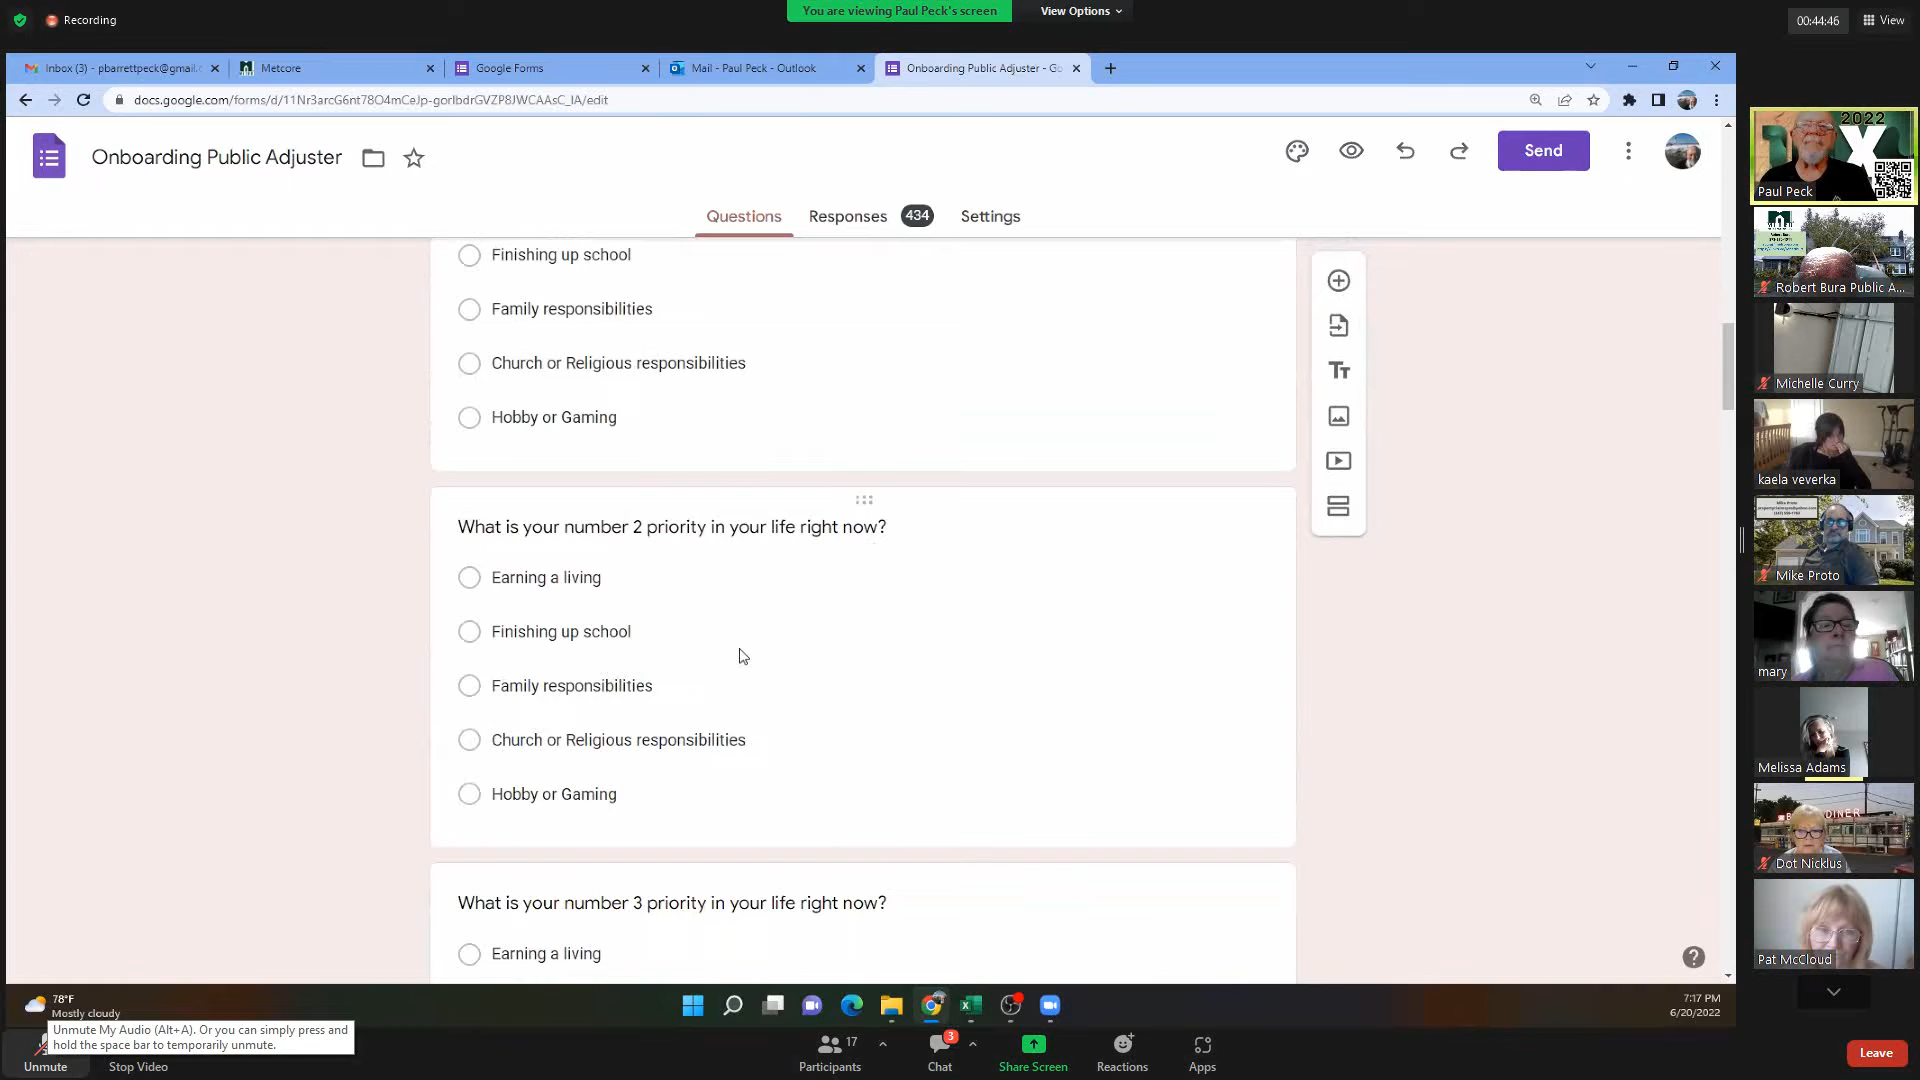 Recording
You are viewing Paul Peck's screen
View Options
00:44:46
View
Inbox (3) - pbarrettpeck@gmail.
Metcore
Google Forms
Mail - Paul Peck - Outlook
Onboarding Public Adjuster - Go
docs.google.com/forms/d/11Nr3arcG6nt78O4mCeJp-gorIbdrGVZP8JWCAAsC_IA/edit
Onboarding Public Adjuster
Send
Questions
Responses 434
Settings
Finishing up school
Family responsibilities
Church or Religious responsibilities
Hobby or Gaming
What is your number 2 priority in your life right now?
Earning a living
Finishing up school
Family responsibilities
Church or Religious responsibilities
Hobby or Gaming
What is your number 3 priority in your life right now?
Earning a living
2022
Paul Peck
Robert Bura Public A...
Michelle Curry
kaela veverka
Mike Proto
mary
Melissa Adams
DINER
Dot Nicklus
Pat McCloud
78°F
Mostly cloudy
7:17 PM
6/20/2022
Unmute My Audio (Alt+A). Or you can simply press and
hold the space bar to temporarily unmute.
Unmute
Stop Video
17
Participants
3
Chat
Share Screen
Reactions
Apps
Leave